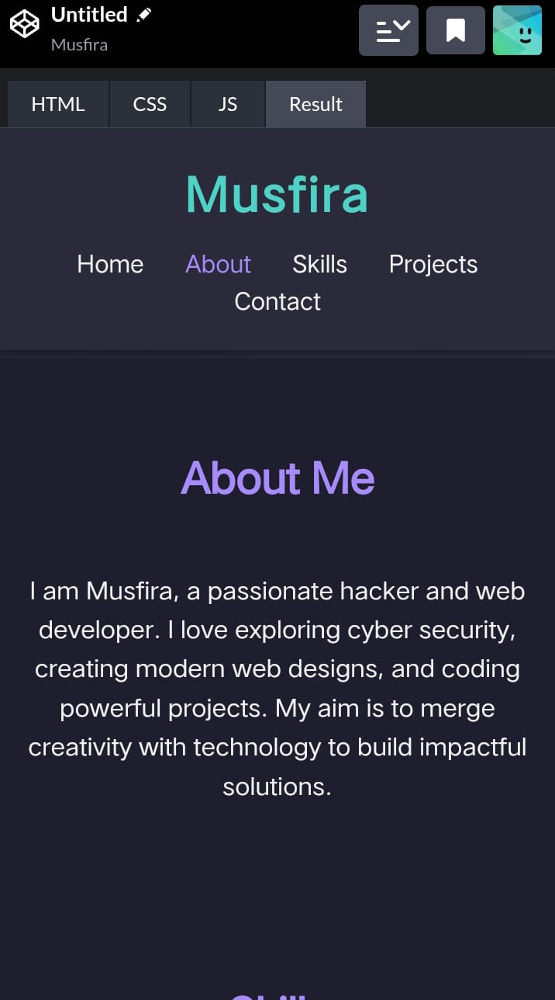 Untitled
Musfira
HTML CSS JS Result
Musfira
Home About Skills Projects
Contact
About Me
I am Musfira, a passionate hacker and web
developer. I love exploring cyber security,
creating modern web designs, and coding
powerful projects. My aim is to merge
creativity with technology to build impactful
solutions.